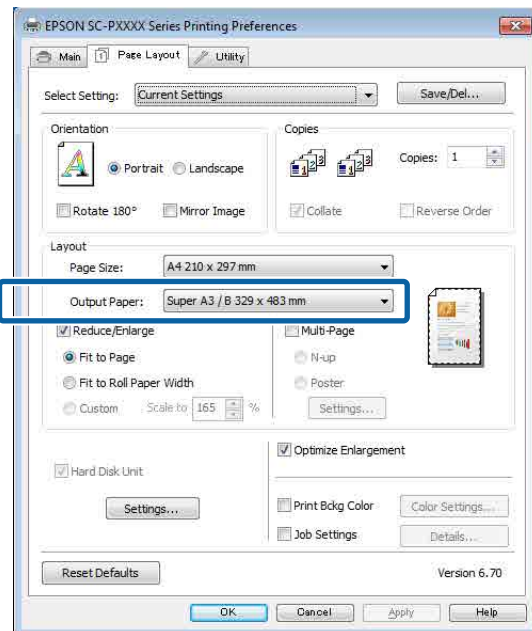 EPSON SC-PXXXX Series Printing Preferences
Main Page Layout Utility
Select Setting: Current Settings Save/Del...
Orientation
Portrait Landscape
Rotate 180° Mirror Image
Copies
Copies: 1
Collate Reverse Order
Layout
Page Size: A4 210 x 297 mm
Output Paper: Super A3 / B 329 x 483 mm
Reduce/Enlarge
Fit to Page
Fit to Roll Paper Width
Custom Scale to 165 %
Multi-Page
N-up
Poster
Settings...
Hard Disk Unit
Settings...
Optimize Enlargement
Print Bckg Color Color Settings...
Job Settings Details...
Reset Defaults Version 6.70
OK Cancel Apply Help